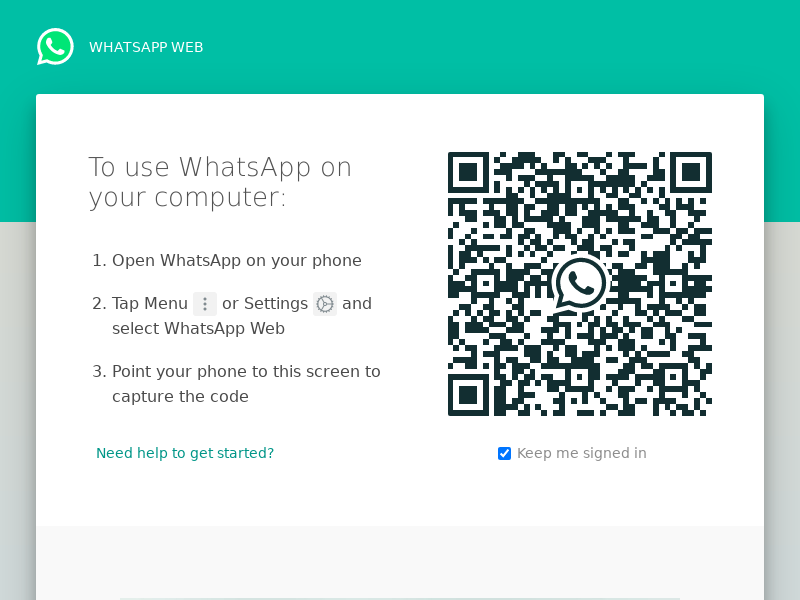 WHATSAPP WEB
To use WhatsApp on
your computer:
1. Open WhatsApp on your phone
2. Tap Menu or Settings and
select WhatsApp Web
3. Point your phone to this screen to
capture the code
Need help to get started?
Keep me signed in